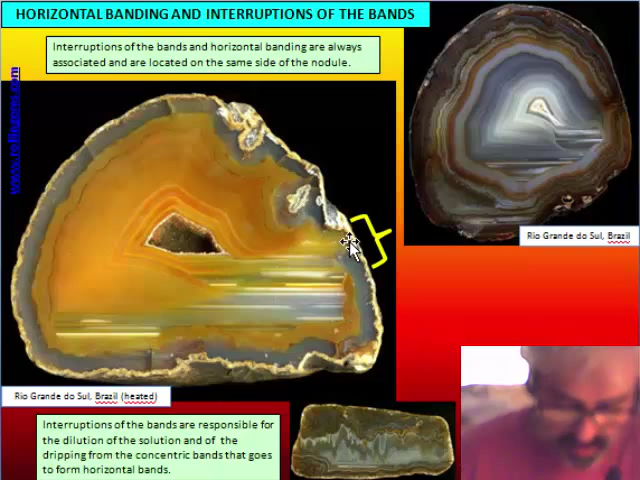 HORIZONTAL BANDING AND INTERRUPTIONS OF THE BANDS
Interruptions of the bands and horizontal banding are always
associated and are located on the same side of the nodule.
Rio Grande do Sul, Brazil
Rio Grande do Sul, Brazil (heated)
Interruptions of the bands are responsible for
the dilution of the solution and of the
dripping from the concentric bands that goes
to form horizontal bands.